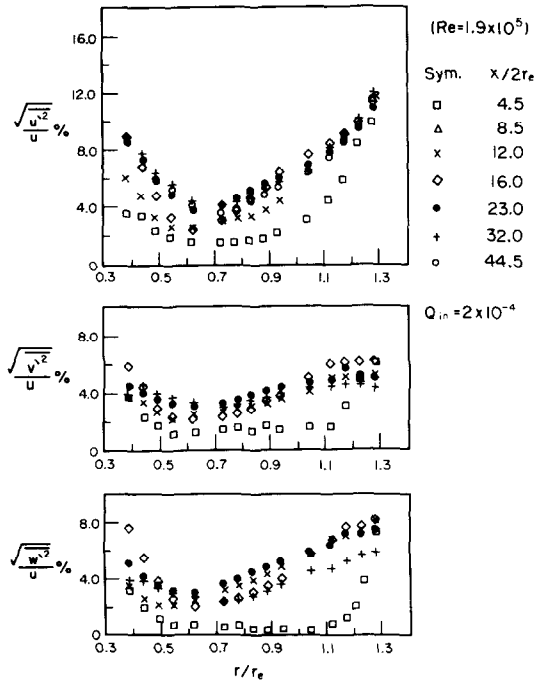 16.0
12.0
8.0
4.0
0
√u'² / u %
0.3 0.5 0.7 0.9 1.1 1.3
(Re=1.9x10⁵)
Sym. x/2rₑ
□ 4.5
△ 8.5
× 12.0
◇ 16.0
● 23.0
+ 32.0
○ 44.5
Q in = 2x10⁻⁴
8.0
4.0
0
√v'² / u %
0.3 0.5 0.7 0.9 1.1 1.3
8.0
4.0
0
√w'² / u %
0.3 0.5 0.7 0.9 1.1 1.3
r/rₑ